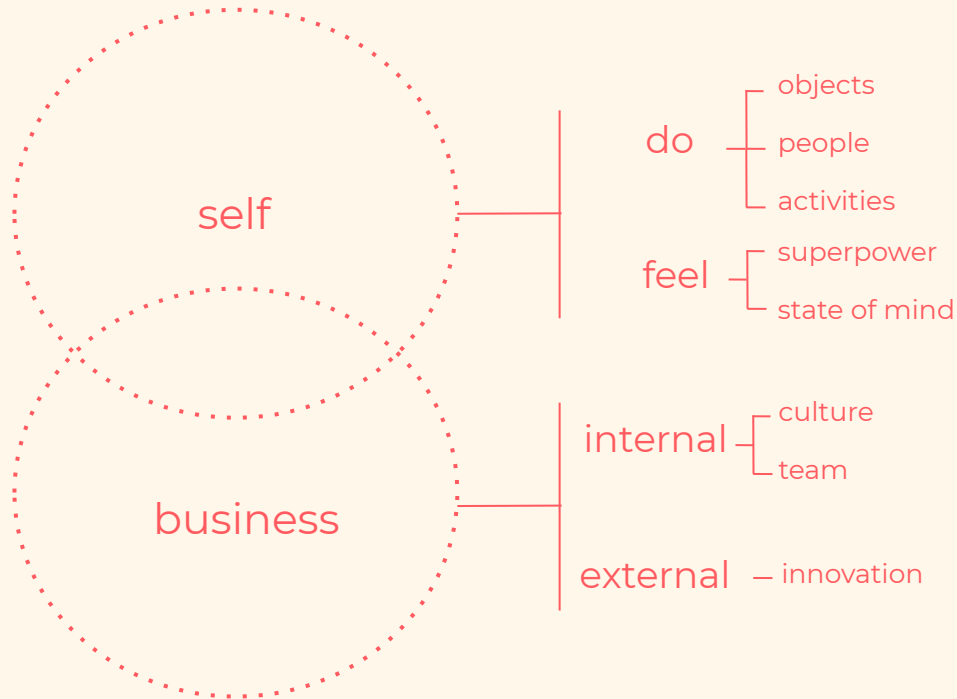 self
do
objects
people
activities
feel
superpower
state of mind
business
internal
culture
team
external
innovation